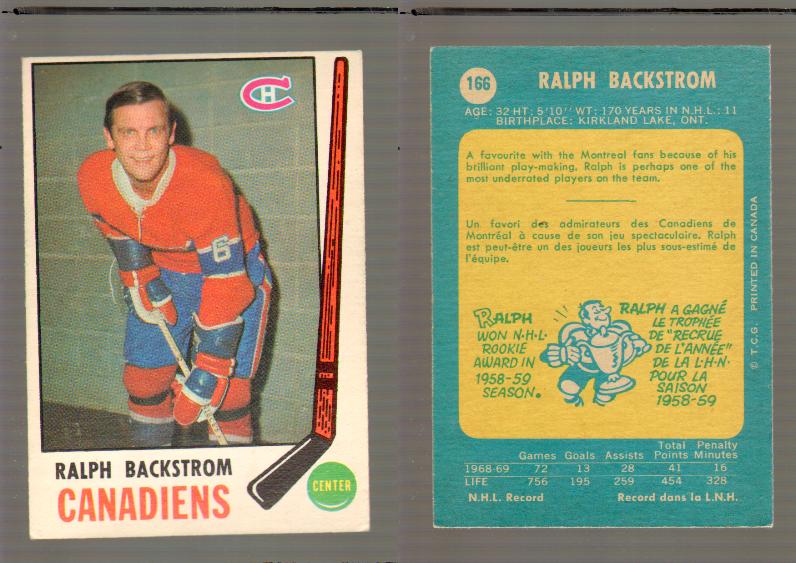 CH
6
RALPH BACKSTROM
CANADIENS
CENTER
166
RALPH BACKSTROM
AGE: 32 HT: 5'10'' WT: 170 YEARS IN N.H.L.: 11
BIRTHPLACE: KIRKLAND LAKE, ONT.
A favourite with the Montreal fans because of his
brilliant play-making. Ralph is perhaps one of the
most underrated players on the team.
Un favori des admirateurs des Canadiens de
Montréal à cause de son jeu spectaculaire. Ralph
est peut-être un des joueurs les plus sous-estimé de
l'équipe.
RALPH
WON N.H.L.
ROOKIE
AWARD IN
1958-59
SEASON.
RALPH A GAGNÉ
LE TROPHÉE
DE "RECRUE
DE L'ANNÉE"
DE LA L.H.N.
POUR LA
SAISON
1958-59
Total Penalty
Games Goals Assists Points Minutes
1968-69 72 13 28 41 16
LIFE 756 195 259 454 328
N.H.L. Record Record dans la L.N.H.
© T.C.G. PRINTED IN CANADA